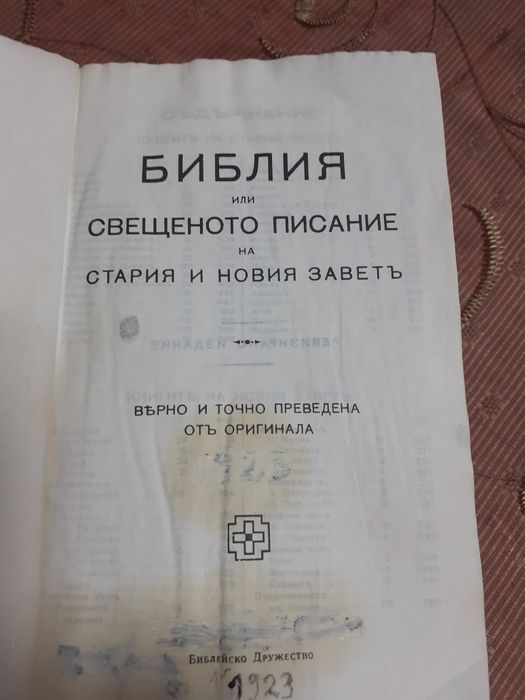 БИБЛИЯ
ИЛИ
СВЕЩЕНОТО ПИСАНИЕ
НА
СТАРИЯ И НОВИЯ ЗАВЕТЪ
ВѢРНО И ТОЧНО ПРЕВЕДЕНА
ОТЪ ОРИГИНАЛА
1923
Библейско Дружество
1923